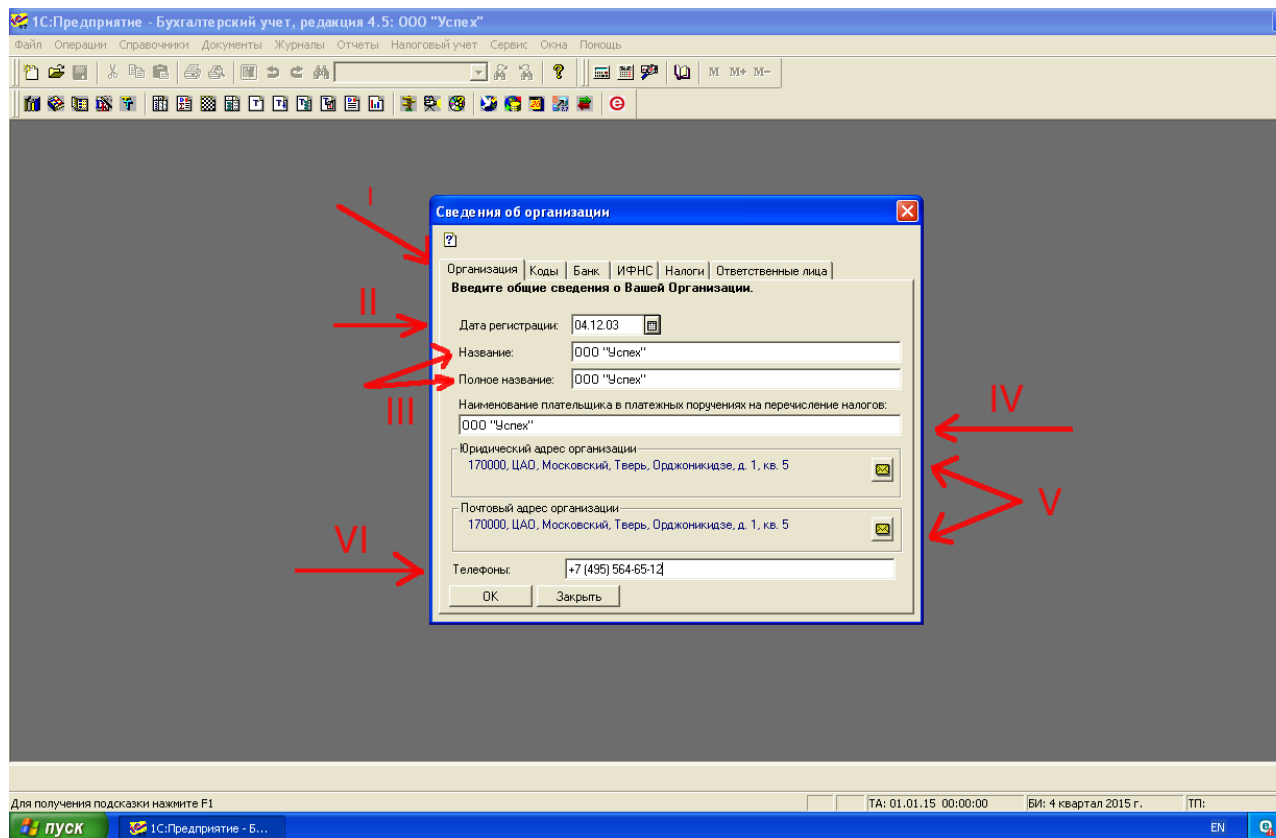 1С:Предприятие - Бухгалтерский учет, редакция 4.5: ООО "Успех"
Файл Операции Справочники Документы Журналы Отчеты Налоговый учет Сервис Окна Помощь
М М+ М-
I
Сведения об организации
Организация Коды Банк ИФНС Налоги Ответственные лица
Введите общие сведения о Вашей Организации.
II
Дата регистрации: 04.12.03
Название: ООО "Успех"
Полное название: ООО "Успех"
III
Наименование плательщика в платежных поручениях на перечисление налогов:
IV
ООО "Успех"
Юридический адрес организации
170000, ЦАО, Московский, Тверь, Орджоникидзе, д. 1, кв. 5
V
Почтовый адрес организации
170000, ЦАО, Московский, Тверь, Орджоникидзе, д. 1, кв. 5
VI
Телефоны: +7 (495) 564-65-12
OK Закрыть
Для получения подсказки нажмите F1 ТА: 01.01.15 00:00:00 БИ: 4 квартал 2015 г. ТП:
пуск 1С:Предприятие - Б... EN